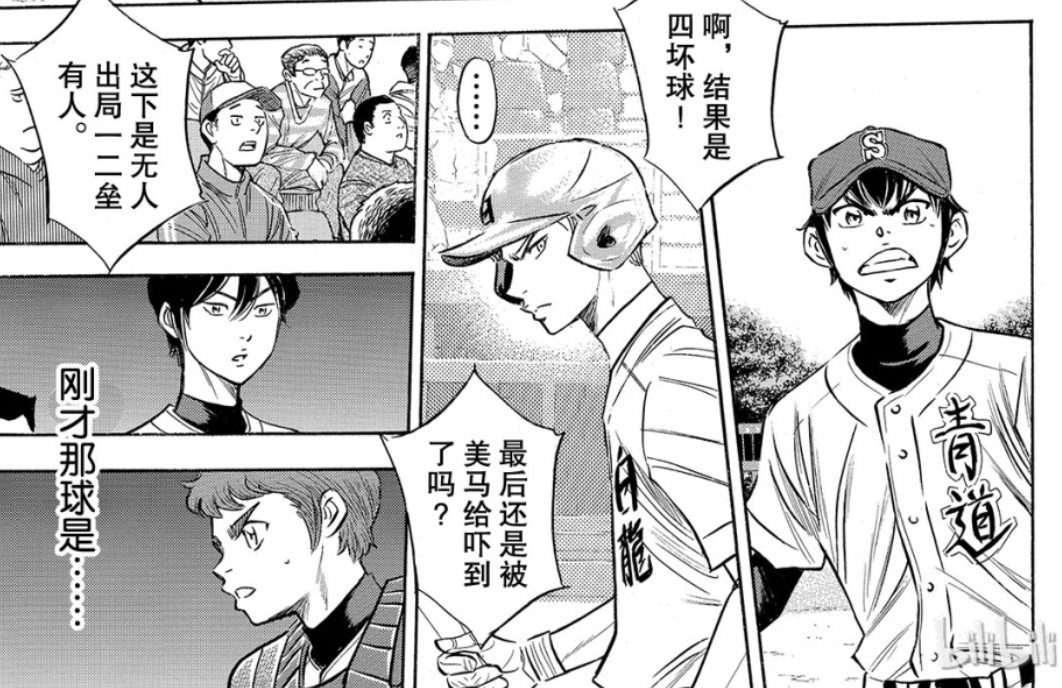 啊，结果是
四坏球！
S
青道
……
白龍
最后还是被
美马给吓到
了吗？
这下是无人
出局一二垒
有人。
刚才那球是……
bilibili